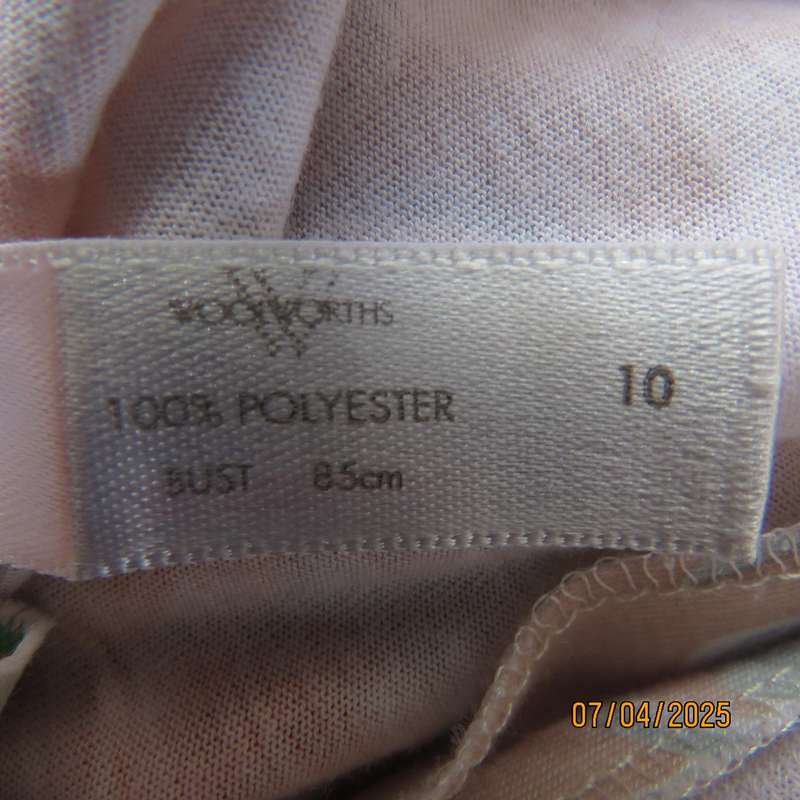 WOOLWORTHS
100% POLYESTER 10
BUST 85cm
07/04/2025